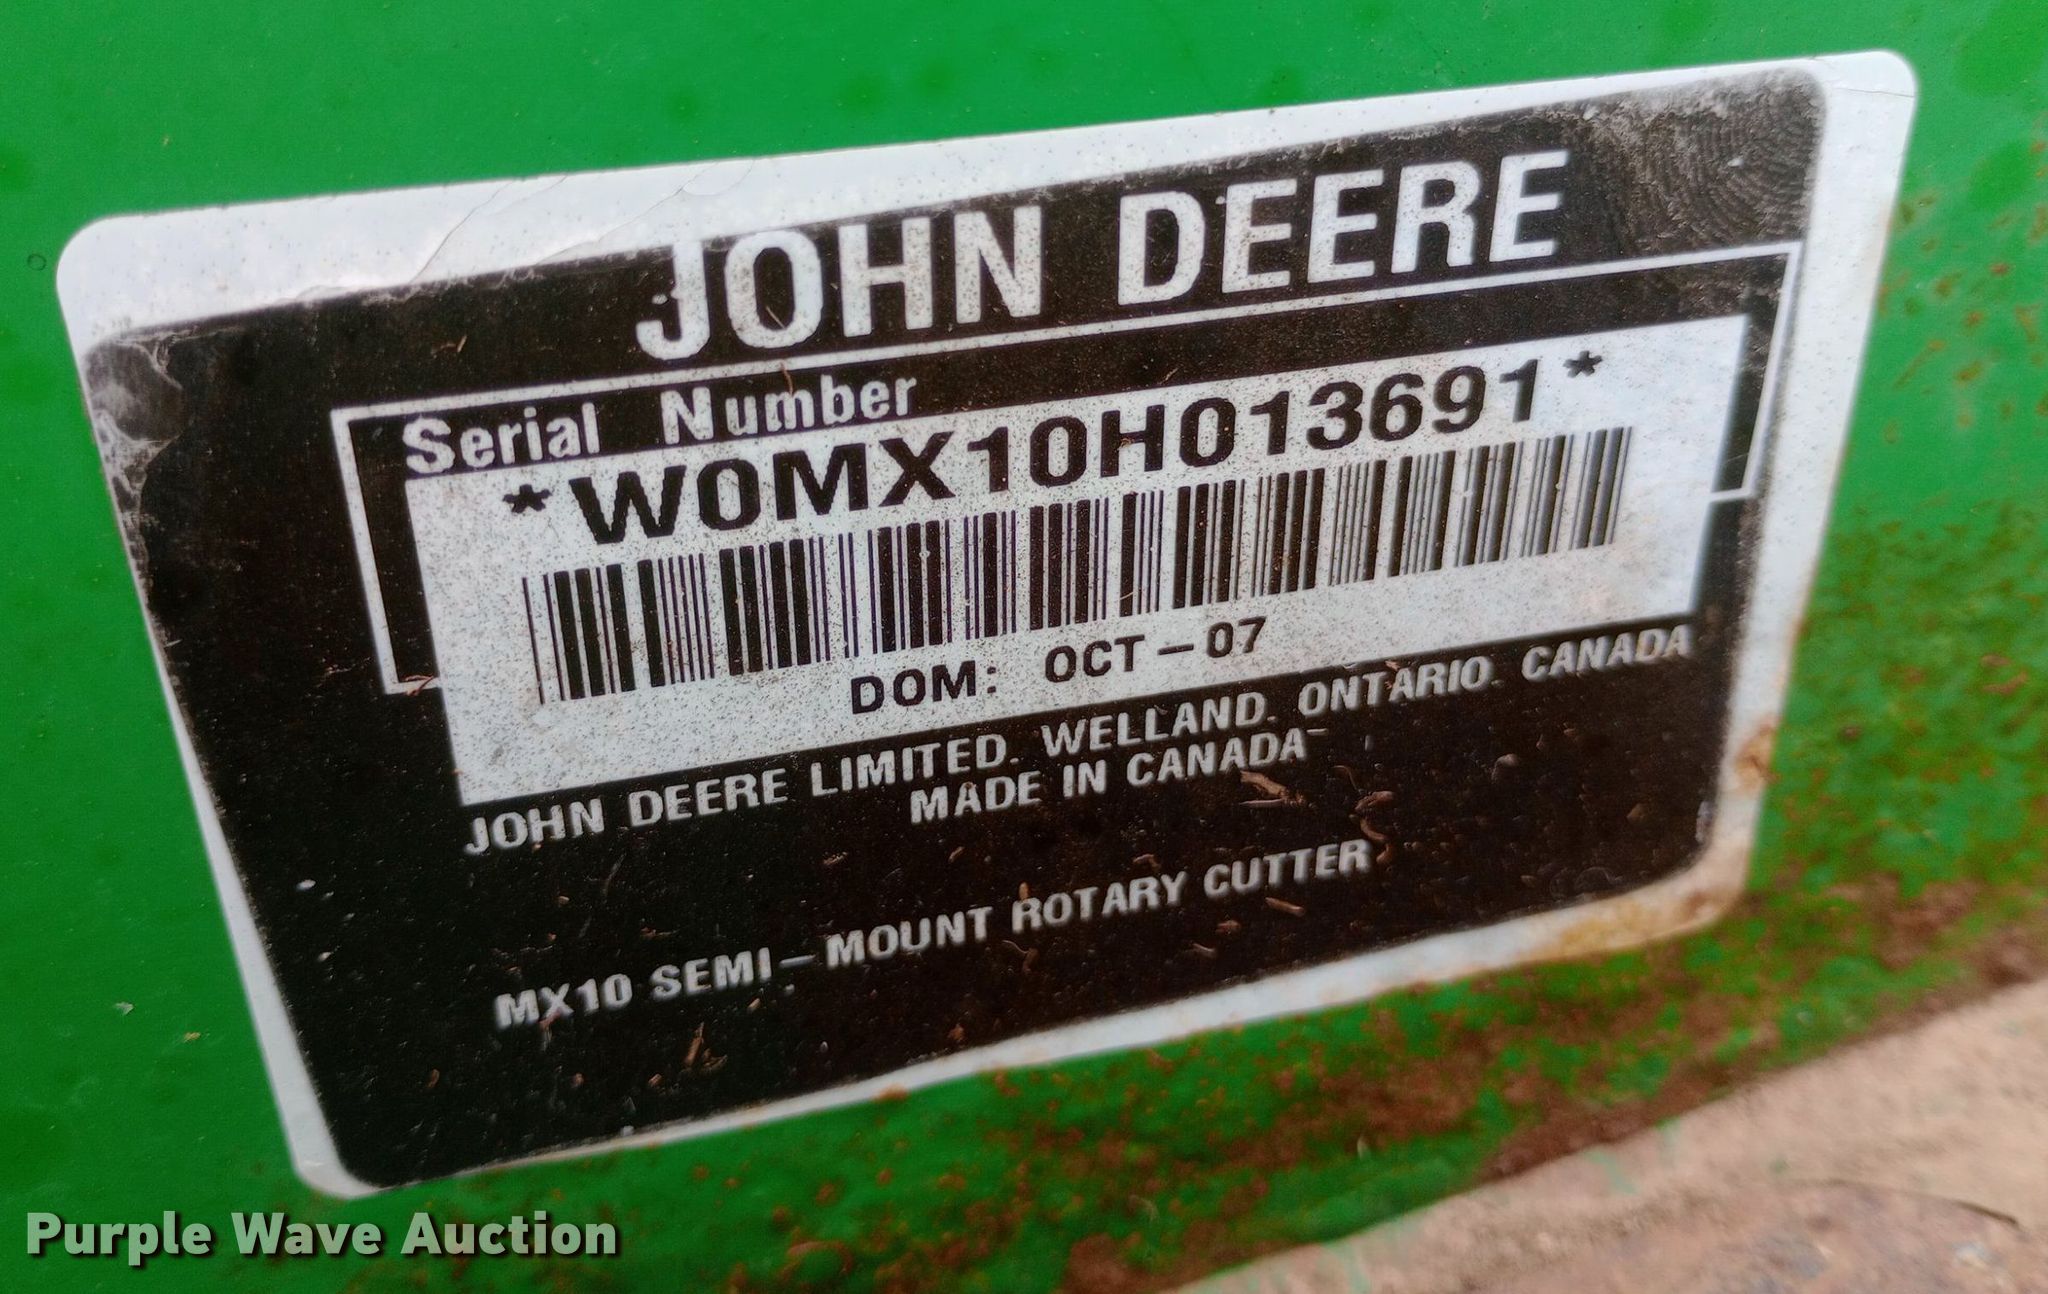 JOHN DEERE
Serial Number
*W0MX10H013691*
DOM: OCT-07
JOHN DEERE LIMITED. WELLAND. ONTARIO. CANADA
MADE IN CANADA
MX10 SEMI-MOUNT ROTARY CUTTER
Purple Wave Auction